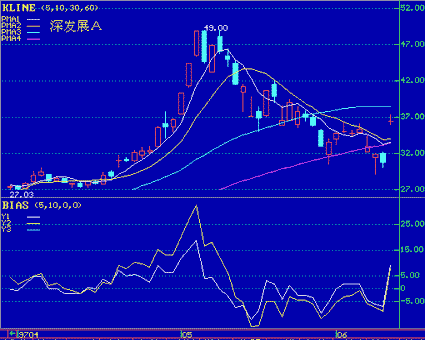 KLINE (5,10,30,60)
PMA1
PMA2
PMA3
PMA4
深发展A
52.00
49.00
47.00
42.00
37.00
32.00
27.00
27.03
BIAS (5,10,0,0)
Y1
Y2
Y3
25.00
15.00
5.00
0.00
-5.00
9704
05
06